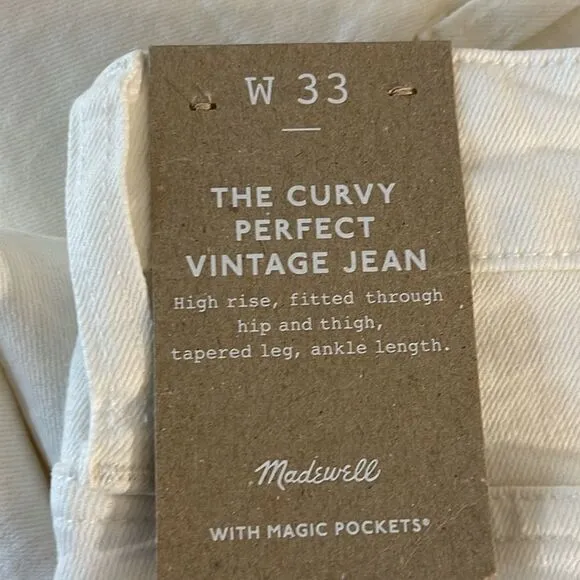 W 33
THE CURVY
PERFECT
VINTAGE JEAN
High rise, fitted through
hip and thigh,
tapered leg, ankle length.
Madewell
WITH MAGIC POCKETS®